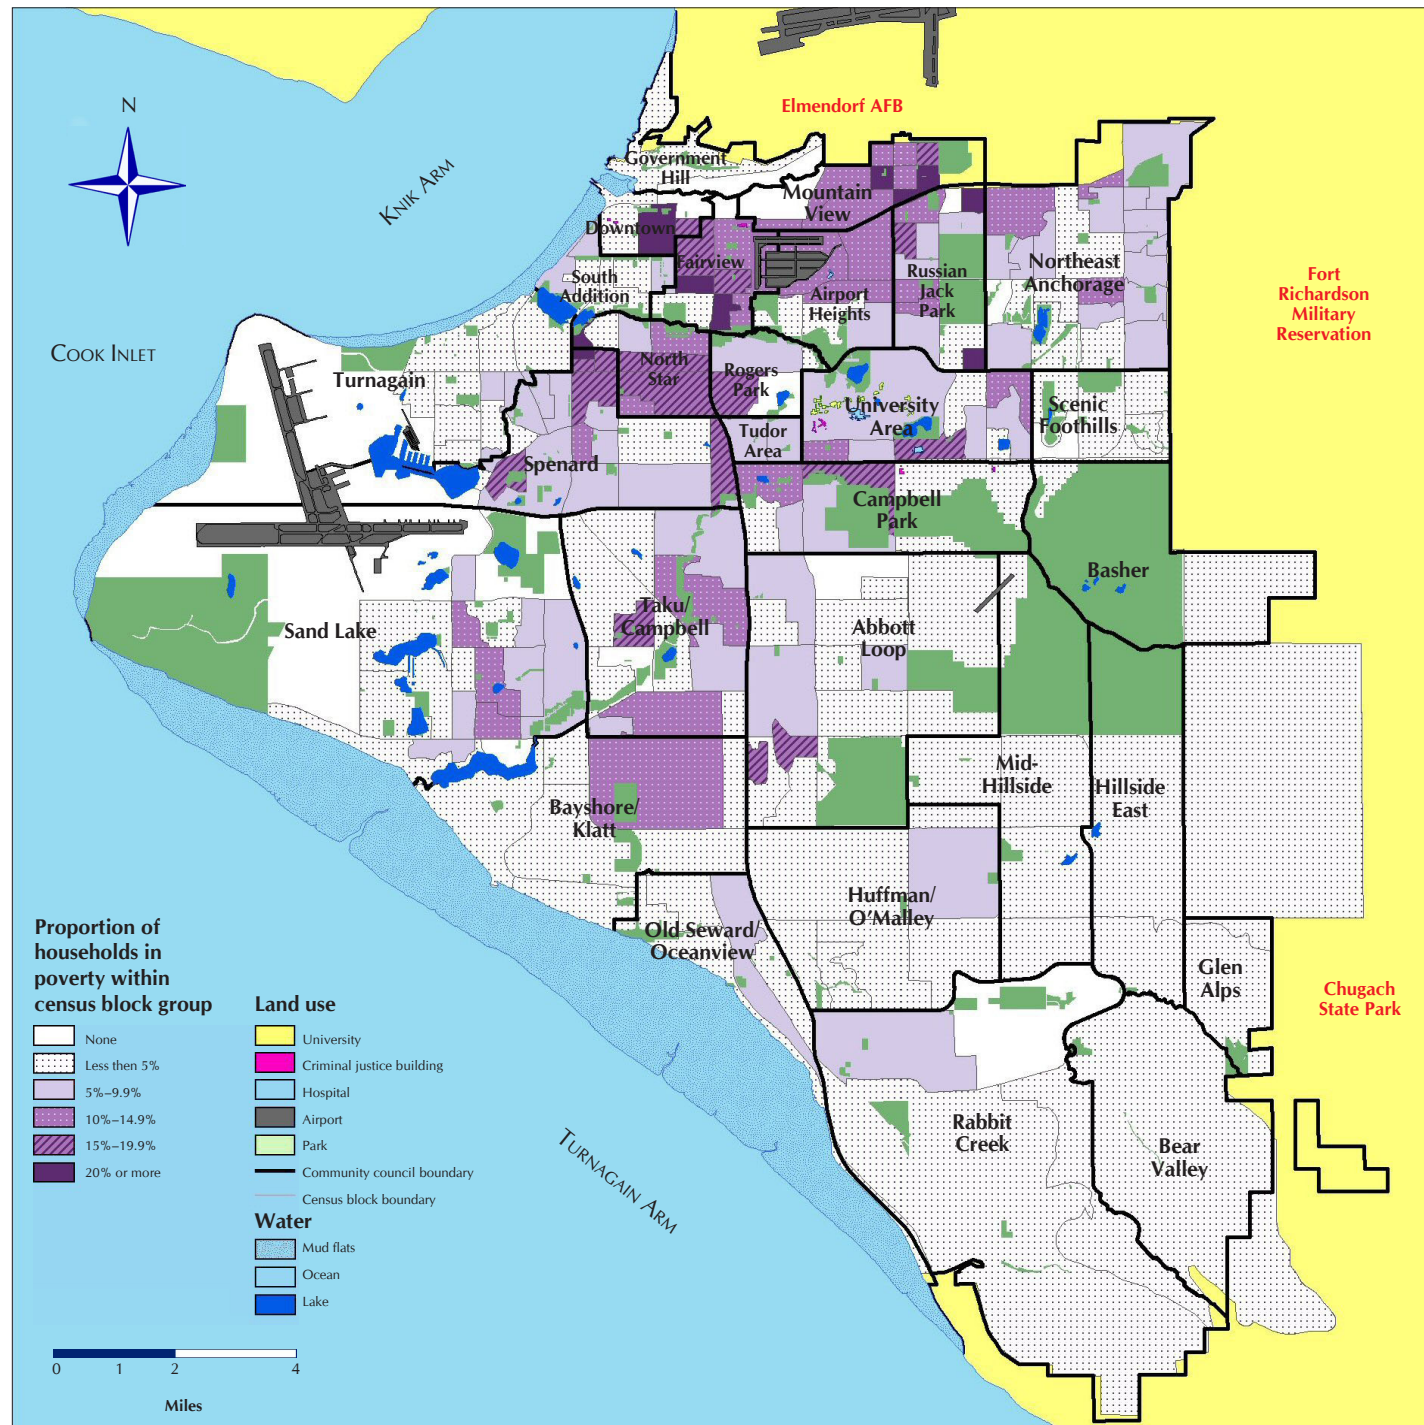 Elmendorf AFB
N
Knik Arm
Government
Hill
Mountain
View
Downtown
Fairview
South
Addition
Airport
Heights
Russian
Jack
Park
Northeast
Anchorage
Fort
Richardson
Military
Reservation
Cook Inlet
Turnagain
North
Star
Rogers
Park
University
Area
Scenic
Foothills
Tudor
Area
Spenard
Campbell
Park
Basher
Sand Lake
Taku/
Campbell
Abbott
Loop
Mid-
Hillside
Hillside
East
Bayshore/
Klatt
Huffman/
O'Malley
Old Seward/
Oceanview
Glen
Alps
Chugach
State Park
Rabbit
Creek
Bear
Valley
Turnagain Arm
Proportion of
households in
poverty within
census block group
None
Less then 5%
5%–9.9%
10%–14.9%
15%–19.9%
20% or more
Land use
University
Criminal justice building
Hospital
Airport
Park
Community council boundary
Census block boundary
Water
Mud flats
Ocean
Lake
0 1 2 4
Miles